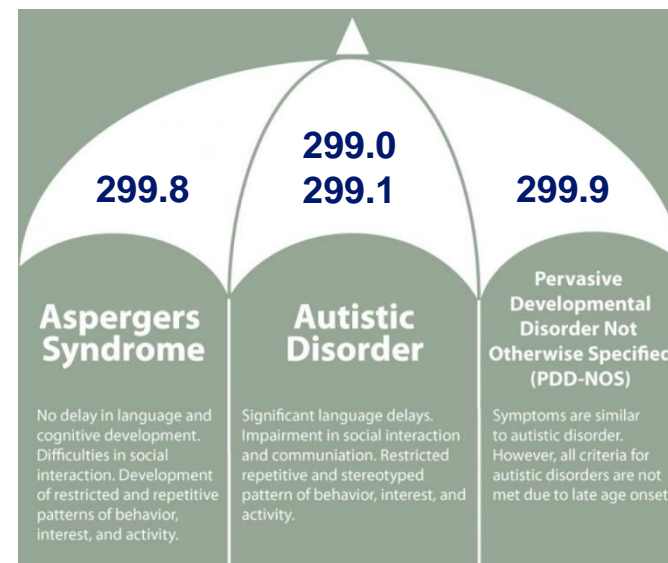 299.8
299.0
299.1
299.9
Aspergers
Syndrome
No delay in language and
cognitive development.
Difficulties in social
interaction. Development
of restricted and repetitive
patterns of behavior,
interest, and activity.
Autistic
Disorder
Significant language delays.
Impairment in social interaction
and communiation. Restricted
repetitive and stereotyped
pattern of behavior, interest, and
activity.
Pervasive
Developmental
Disorder Not
Otherwise Specified
(PDD-NOS)
Symptoms are similar
to autistic disorder.
However, all criteria for
autistic disorders are not
met due to late age onset